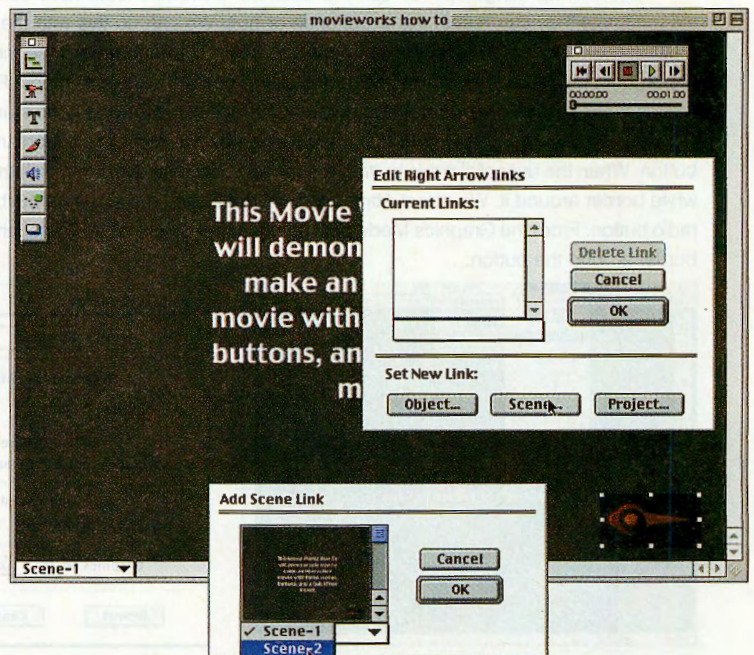 movieworks how to
T
00:00:00 00:01:00
This Movie
will demon
make an
movie with
buttons, an
m
Edit Right Arrow links
Current Links:
Delete Link
Cancel
OK
Set New Link:
Object... Scene... Project...
Add Scene Link
Cancel
OK
✓ Scene-1
Scene-2
Scene-1